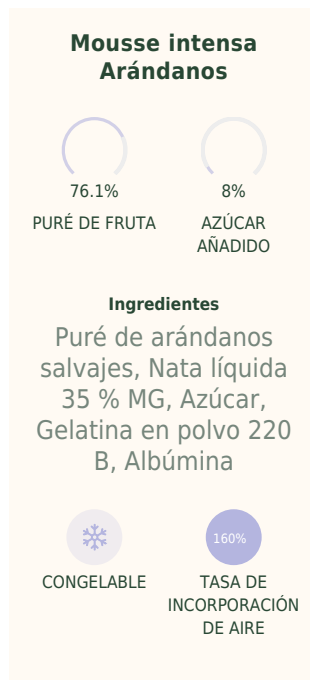 Mousse intensa
Arándanos
76.1%
8%
PURÉ DE FRUTA
AZÚCAR
AÑADIDO
Ingredientes
Puré de arándanos
salvajes, Nata líquida
35 % MG, Azúcar,
Gelatina en polvo 220
B, Albúmina
CONGELABLE
160%
TASA DE
INCORPORACIÓN
DE AIRE